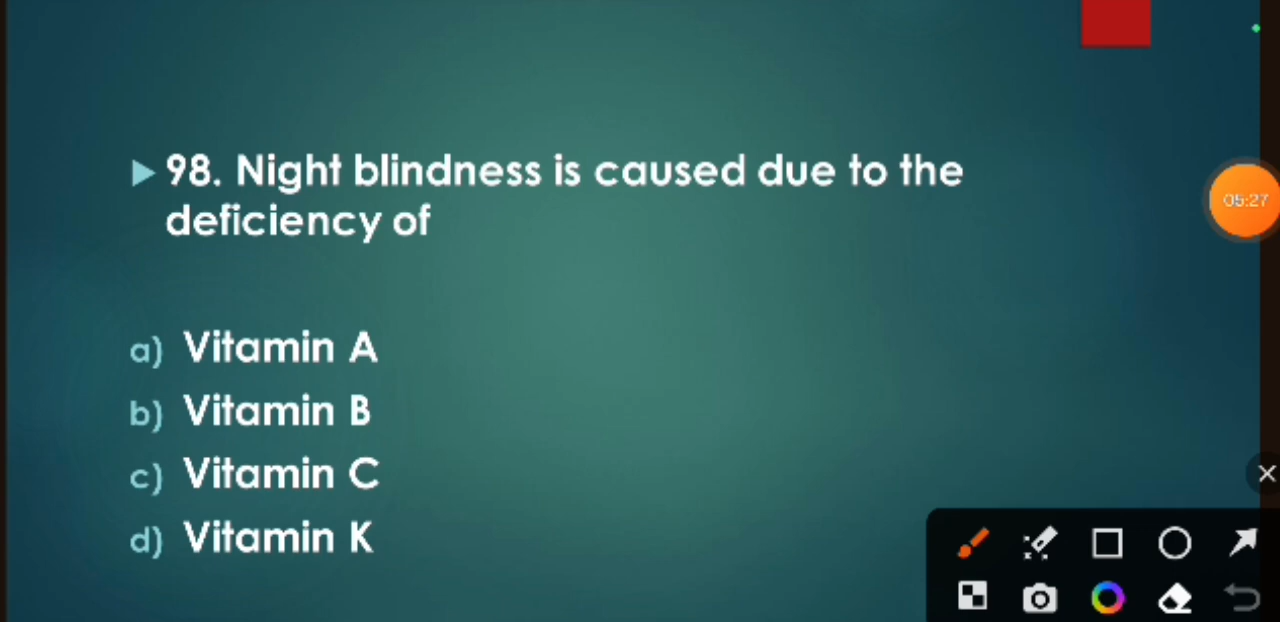 98. Night blindness is caused due to the
deficiency of
05:27
a) Vitamin A
b) Vitamin B
c) Vitamin C
d) Vitamin K